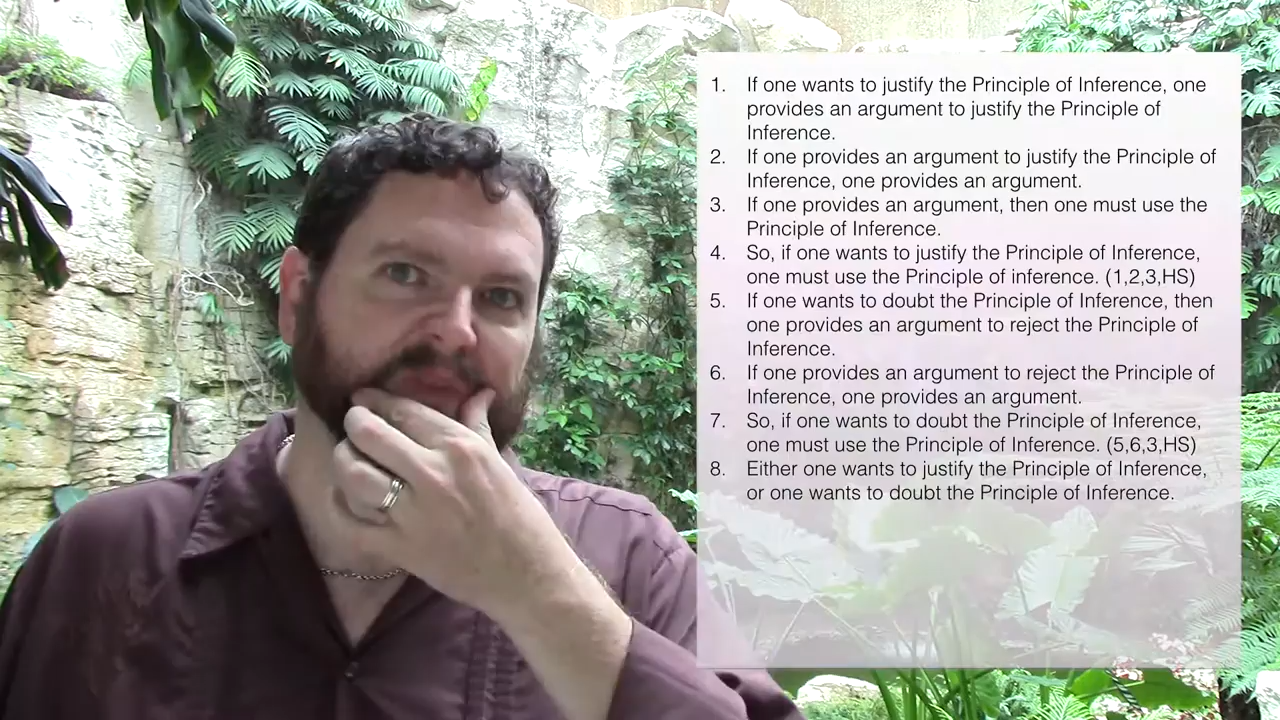 1. If one wants to justify the Principle of Inference, one
provides an argument to justify the Principle of
Inference.
2. If one provides an argument to justify the Principle of
Inference, one provides an argument.
3. If one provides an argument, then one must use the
Principle of Inference.
4. So, if one wants to justify the Principle of Inference,
one must use the Principle of inference. (1,2,3,HS)
5. If one wants to doubt the Principle of Inference, then
one provides an argument to reject the Principle of
Inference.
6. If one provides an argument to reject the Principle of
Inference, one provides an argument.
7. So, if one wants to doubt the Principle of Inference,
one must use the Principle of Inference. (5,6,3,HS)
8. Either one wants to justify the Principle of Inference,
or one wants to doubt the Principle of Inference.